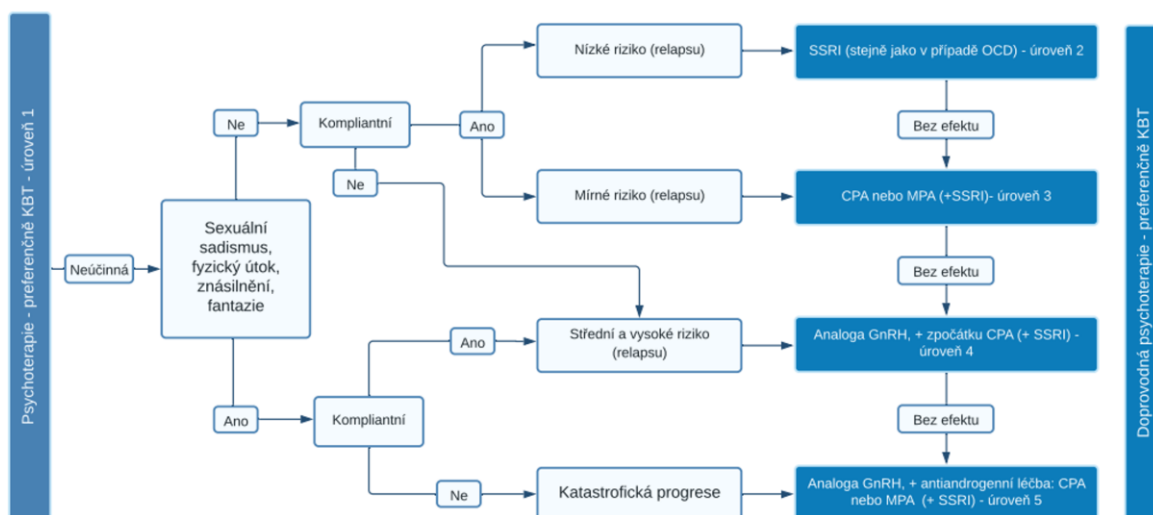 Psychoterapie - preferenčně KBT - úroveň 1
Neúčinná
Sexuální
sadismus,
fyzický útok,
znásilnění,
fantazie
Ne
Kompliantní
Ano
Ne
Nízké riziko (relapsu)
SSRI (stejně jako v případě OCD) - úroveň 2
Bez efektu
Mírné riziko (relapsu)
CPA nebo MPA (+SSRI)- úroveň 3
Bez efektu
Ano
Kompliantní
Ano
Střední a vysoké riziko
(relapsu)
Analoga GnRH, + zpočátku CPA (+ SSRI) -
úroveň 4
Bez efektu
Ne
Katastrofická progrese
Analoga GnRH, + antiandrogenní léčba: CPA
nebo MPA (+ SSRI) - úroveň 5
Doprovodná psychoterapie - preferenčně KBT